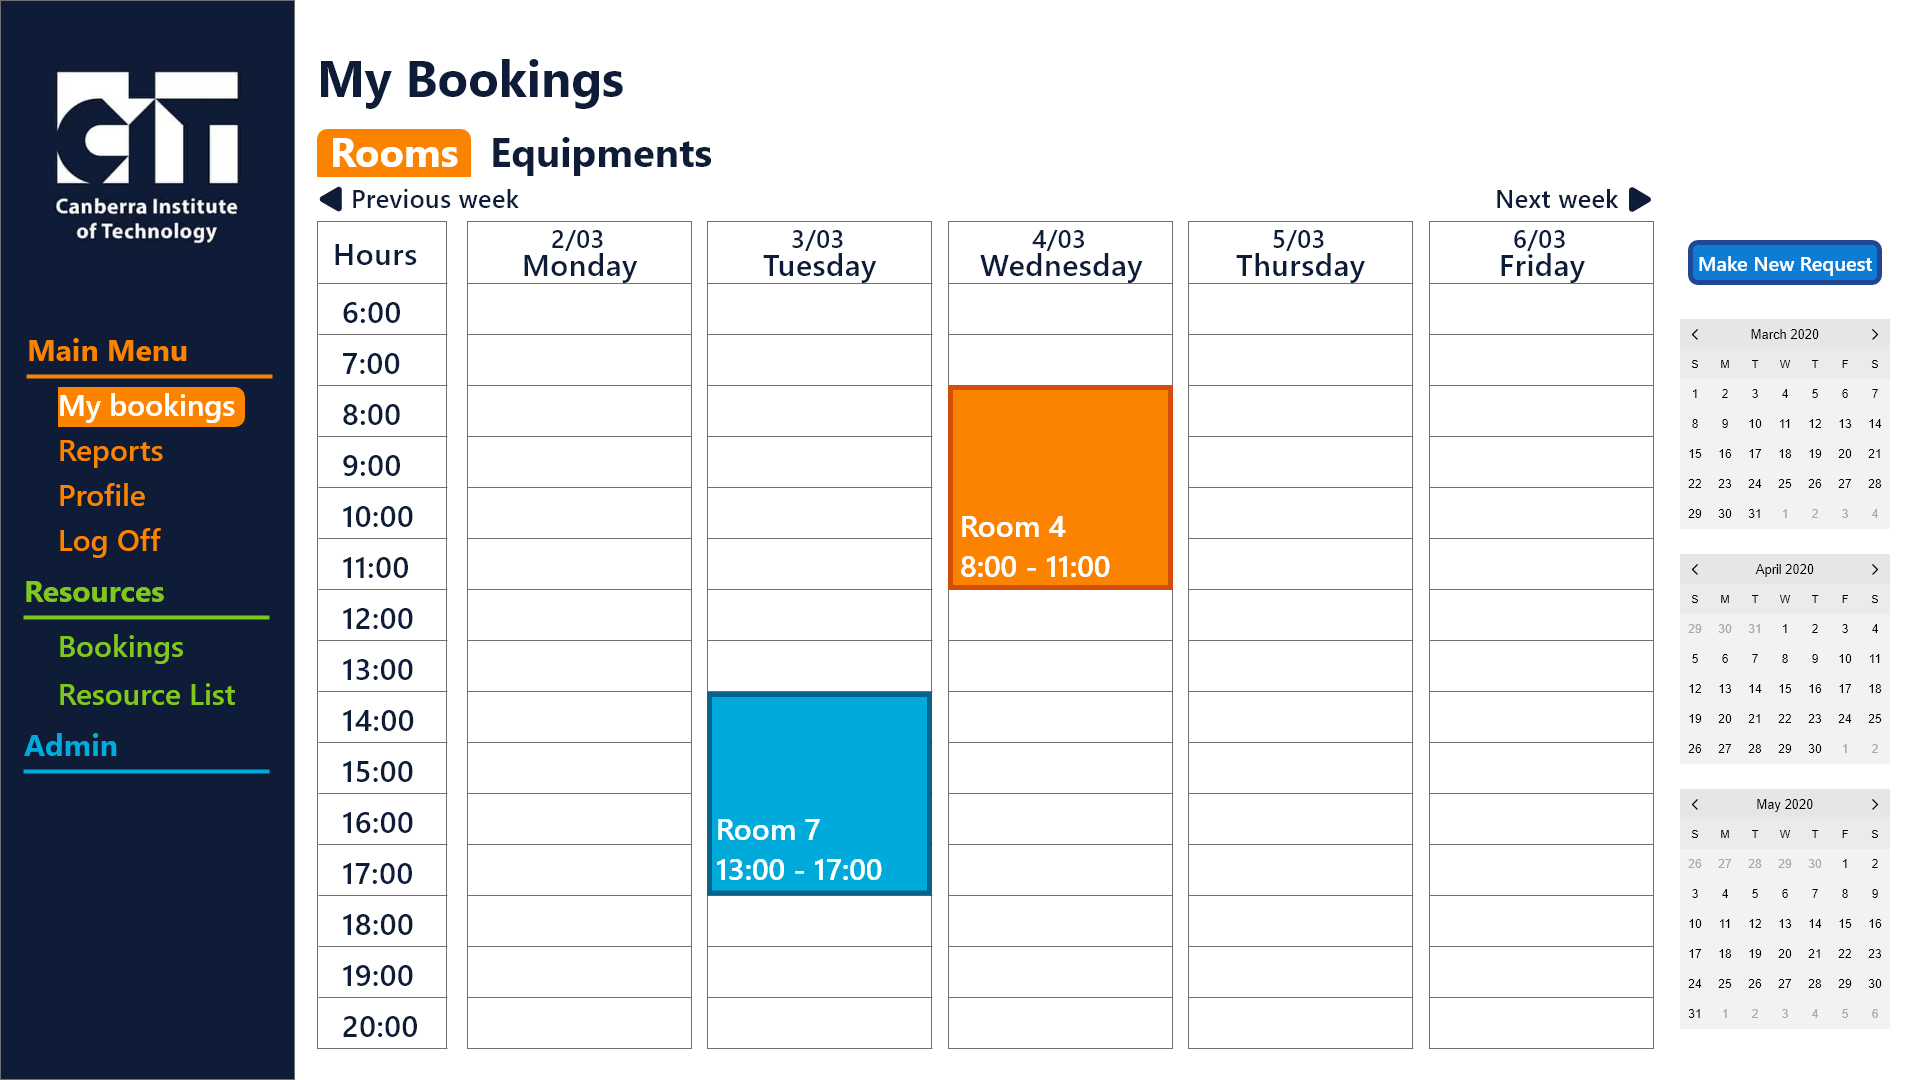 CIT
Canberra Institute
of Technology
Main Menu
My bookings
Reports
Profile
Log Off
Resources
Bookings
Resource List
Admin
My Bookings
Rooms Equipments
Previous week Next week
Hours 2/03 Monday 3/03 Tuesday 4/03 Wednesday 5/03 Thursday 6/03 Friday
6:00
7:00
8:00
9:00
10:00
11:00
12:00
13:00
14:00
15:00
16:00
17:00
18:00
19:00
20:00
Room 4
8:00 - 11:00
Room 7
13:00 - 17:00
Make New Request
March 2020
S M T W T F S
1 2 3 4 5 6 7
8 9 10 11 12 13 14
15 16 17 18 19 20 21
22 23 24 25 26 27 28
29 30 31 1 2 3 4
April 2020
S M T W T F S
29 30 31 1 2 3 4
5 6 7 8 9 10 11
12 13 14 15 16 17 18
19 20 21 22 23 24 25
26 27 28 29 30 1 2
May 2020
S M T W T F S
26 27 28 29 30 1 2
3 4 5 6 7 8 9
10 11 12 13 14 15 16
17 18 19 20 21 22 23
24 25 26 27 28 29 30
31 1 2 3 4 5 6